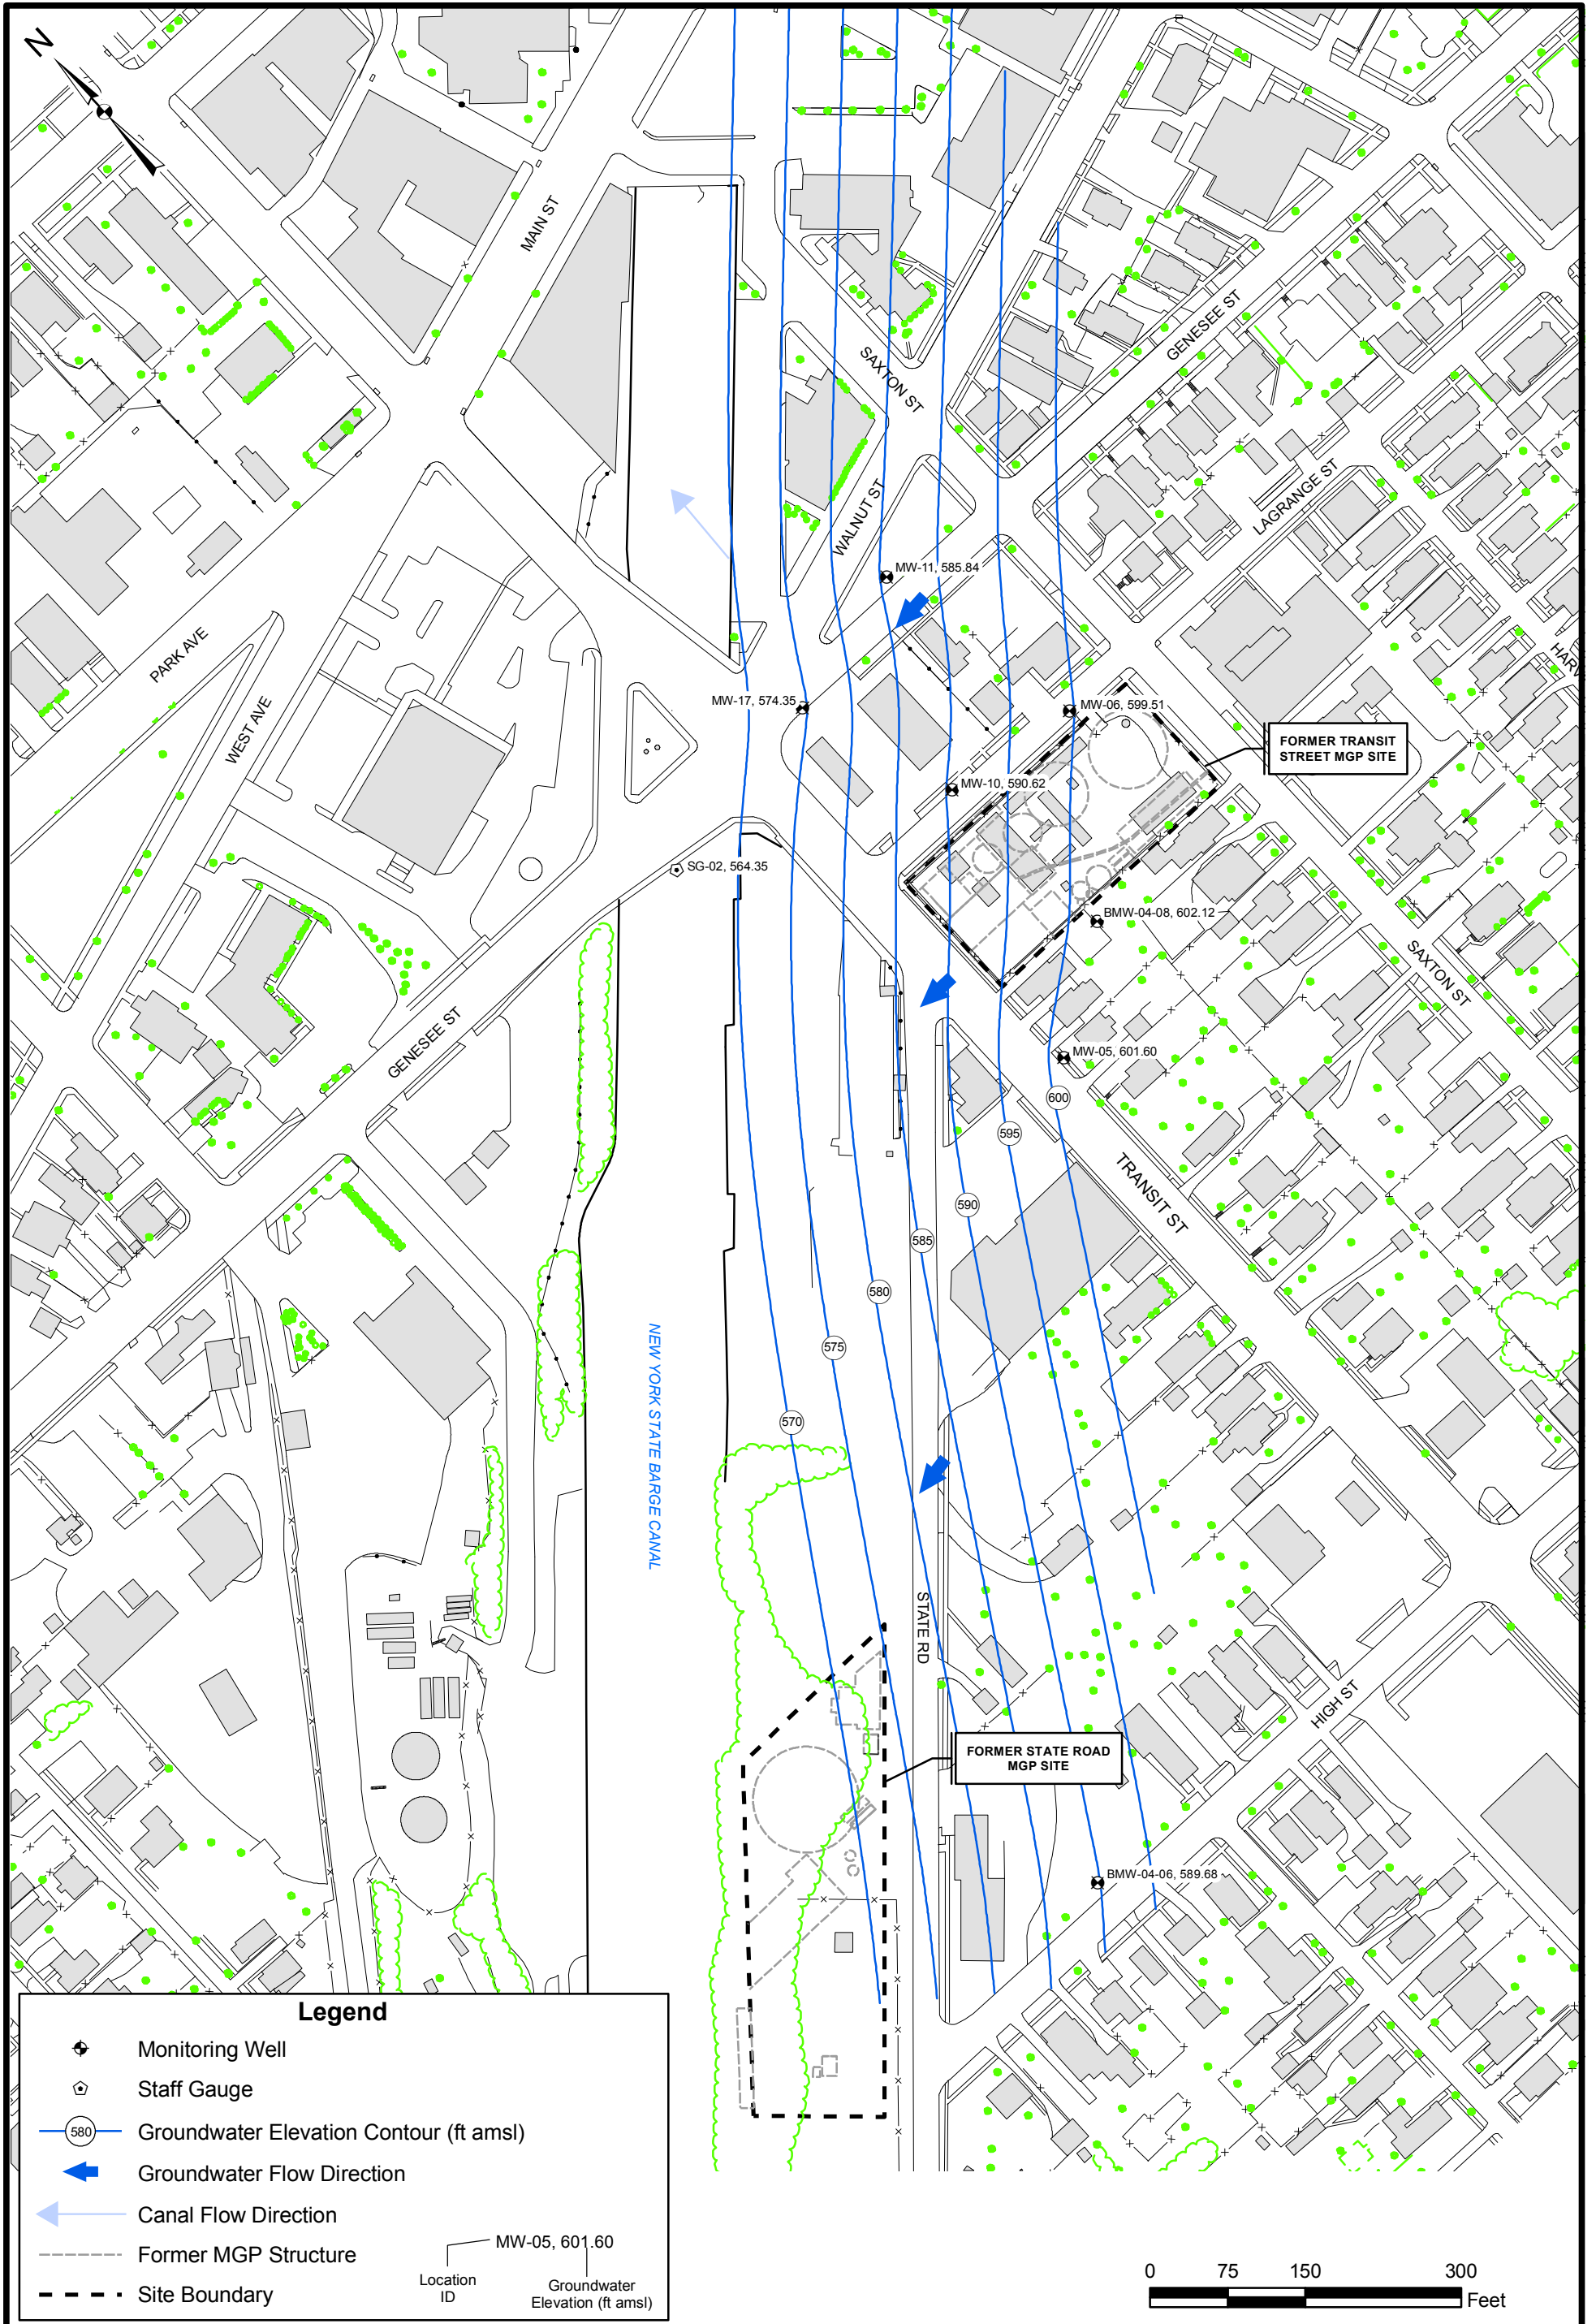 N
MAIN ST
SAXTON ST
GENESEE ST
LAGRANGE ST
WALNUT ST
MW-11, 585.84
PARK AVE
WEST AVE
MW-17, 574.35
MW-06, 599.51
FORMER TRANSIT
STREET MGP SITE
MW-10, 590.62
SG-02, 564.35
BMW-04-08, 602.12
SAXTON ST
GENESEE ST
MW-05, 601.60
600
595
TRANSIT ST
590
585
580
575
570
NEW YORK STATE BARGE CANAL
STATE RD
HIGH ST
FORMER STATE ROAD
MGP SITE
BMW-04-06, 589.68
Legend
Monitoring Well
Staff Gauge
580
Groundwater Elevation Contour (ft amsl)
Groundwater Flow Direction
Canal Flow Direction
Former MGP Structure
Site Boundary
MW-05, 601.60
Location
ID
Groundwater
Elevation (ft amsl)
0 75 150 300
Feet